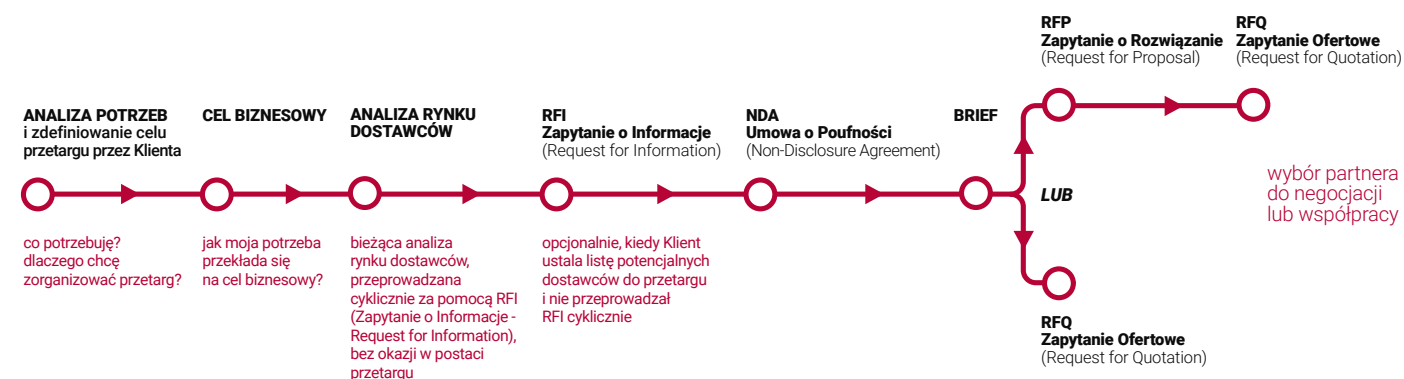 RFP
Zapytanie o Rozwiązanie
(Request for Proposal)
RFQ
Zapytanie Ofertowe
(Request for Quotation)
ANALIZA POTRZEB
i zdefiniowanie celu
przetargu przez Klienta
CEL BIZNESOWY
ANALIZA RYNKU
DOSTAWCÓW
RFI
Zapytanie o Informacje
(Request for Information)
NDA
Umowa o Poufności
(Non-Disclosure Agreement)
BRIEF
LUB
wybór partnera
do negocjacji
lub współpracy
co potrzebuję?
dlaczego chcę
zorganizować przetarg?
jak moja potrzeba
przekłada się
na cel biznesowy?
bieżąca analiza
rynku dostawców,
przeprowadzana
cyklicznie za pomocą RFI
(Zapytanie o Informacje -
Request for Information),
bez okazji w postaci
przetargu
opcjonalnie, kiedy Klient
ustala listę potencjalnych
dostawców do przetargu
i nie przeprowadzał
RFI cyklicznie
RFQ
Zapytanie Ofertowe
(Request for Quotation)